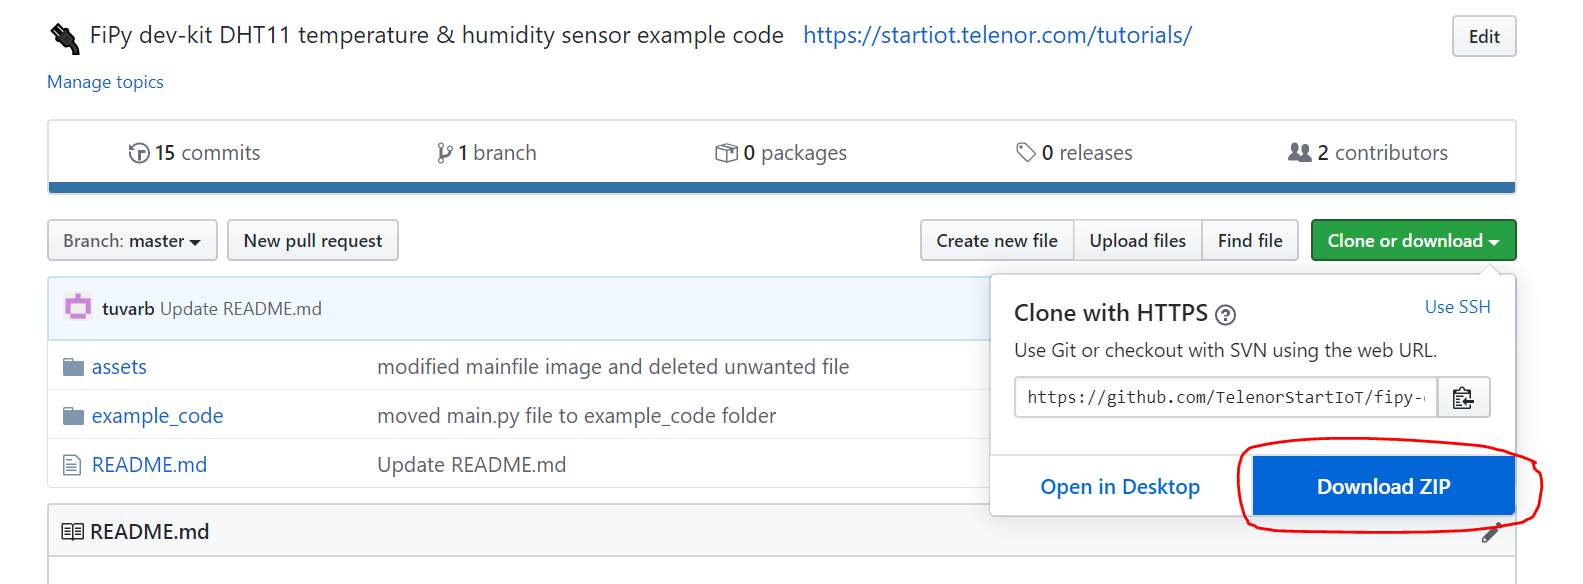 FiPy dev-kit DHT11 temperature & humidity sensor example code https://startiot.telenor.com/tutorials/
Edit
Manage topics
15 commits
1 branch
0 packages
0 releases
2 contributors
Branch: master
New pull request
Create new file
Upload files
Find file
Clone or download
tuvarb Update README.md
assets
modified mainfile image and deleted unwanted file
example_code
moved main.py file to example_code folder
README.md
Update README.md
Clone with HTTPS
Use SSH
Use Git or checkout with SVN using the web URL.
https://github.com/TelenorStartIoT/fipy-
Open in Desktop
Download ZIP
README.md